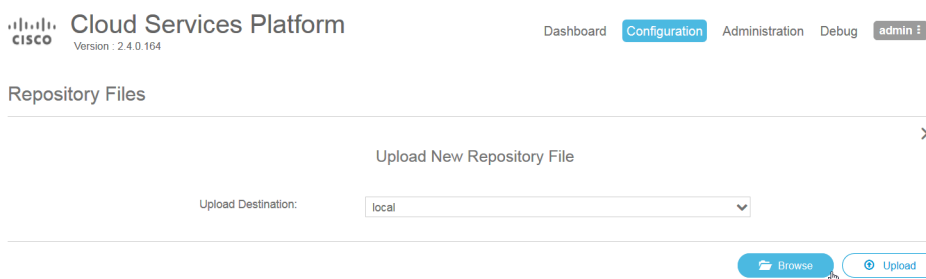 CISCO
Cloud Services Platform
Version : 2.4.0.164
Dashboard Configuration Administration Debug admin
Repository Files
Upload New Repository File
Upload Destination: local
Browse Upload